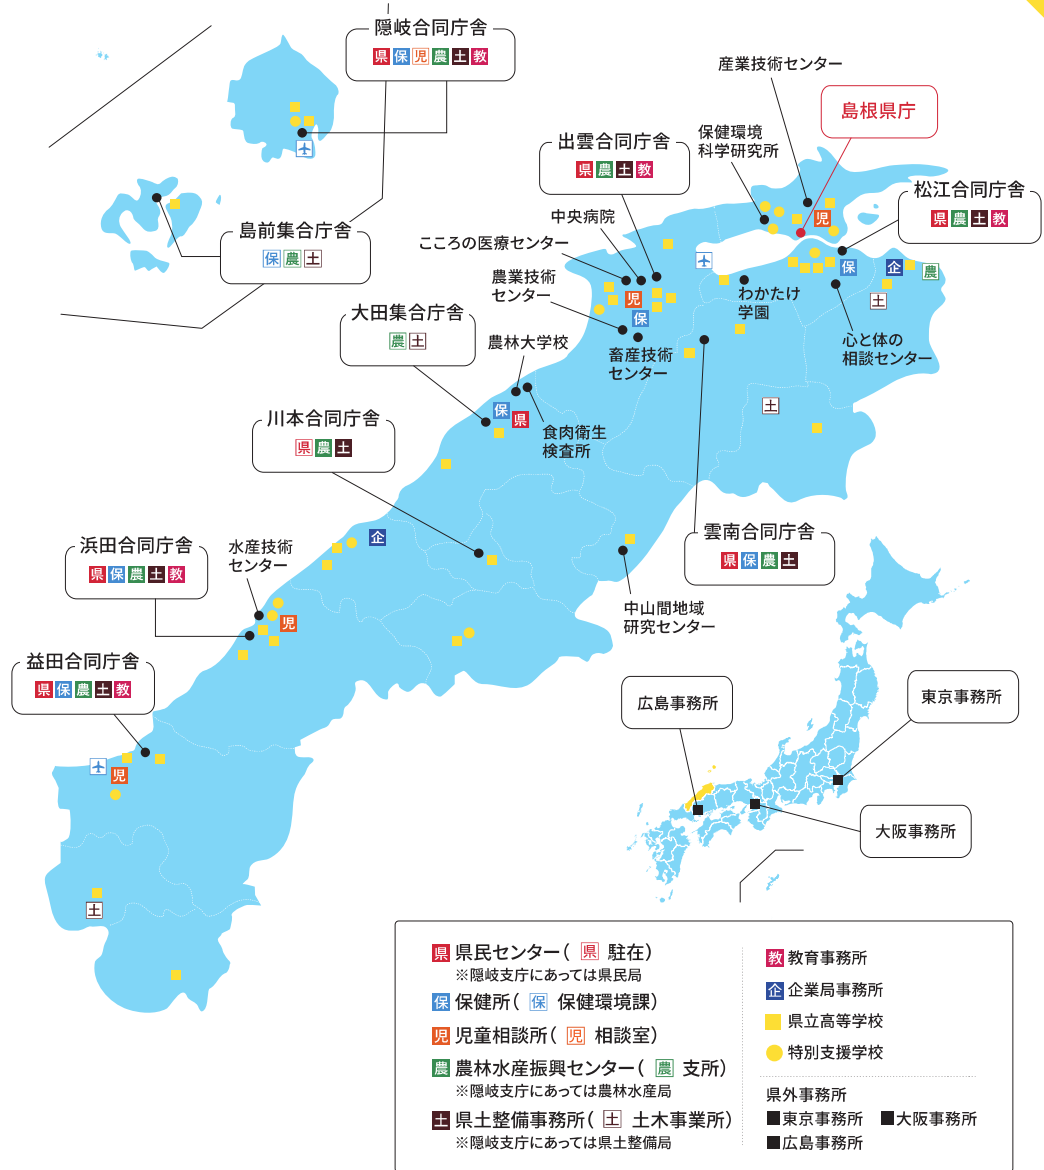 隠岐合同庁舎
県 保 児 農 土 教
産業技術センター
島根県庁
保健環境
科学研究所
出雲合同庁舎
県 農 土 教
松江合同庁舎
県 農 土 教
島前集合庁舎
保 農 土
中央病院
こころの医療センター
農業技術
センター
児
保
児
保
企
農
土
わかたけ
学園
心と体の
相談センター
畜産技術
センター
大田集合庁舎
農 土
農林大学校
保
県
食肉衛生
検査所
土
川本合同庁舎
県 農 土
企
浜田合同庁舎
県 保 農 土 教
水産技術
センター
児
雲南合同庁舎
県 保 農 土
中山間地域
研究センター
益田合同庁舎
県 保 農 土 教
児
土
広島事務所
東京事務所
大阪事務所
県 県民センター( 県 駐在)
※隠岐支庁にあっては県民局
保 保健所( 保 保健環境課)
児 児童相談所( 児 相談室)
農 農林水産振興センター( 農 支所)
※隠岐支庁にあっては農林水産局
土 県土整備事務所( 土 土木事業所)
※隠岐支庁にあっては県土整備局
教 教育事務所
企 企業局事務所
県立高等学校
特別支援学校
県外事務所
東京事務所 大阪事務所
広島事務所